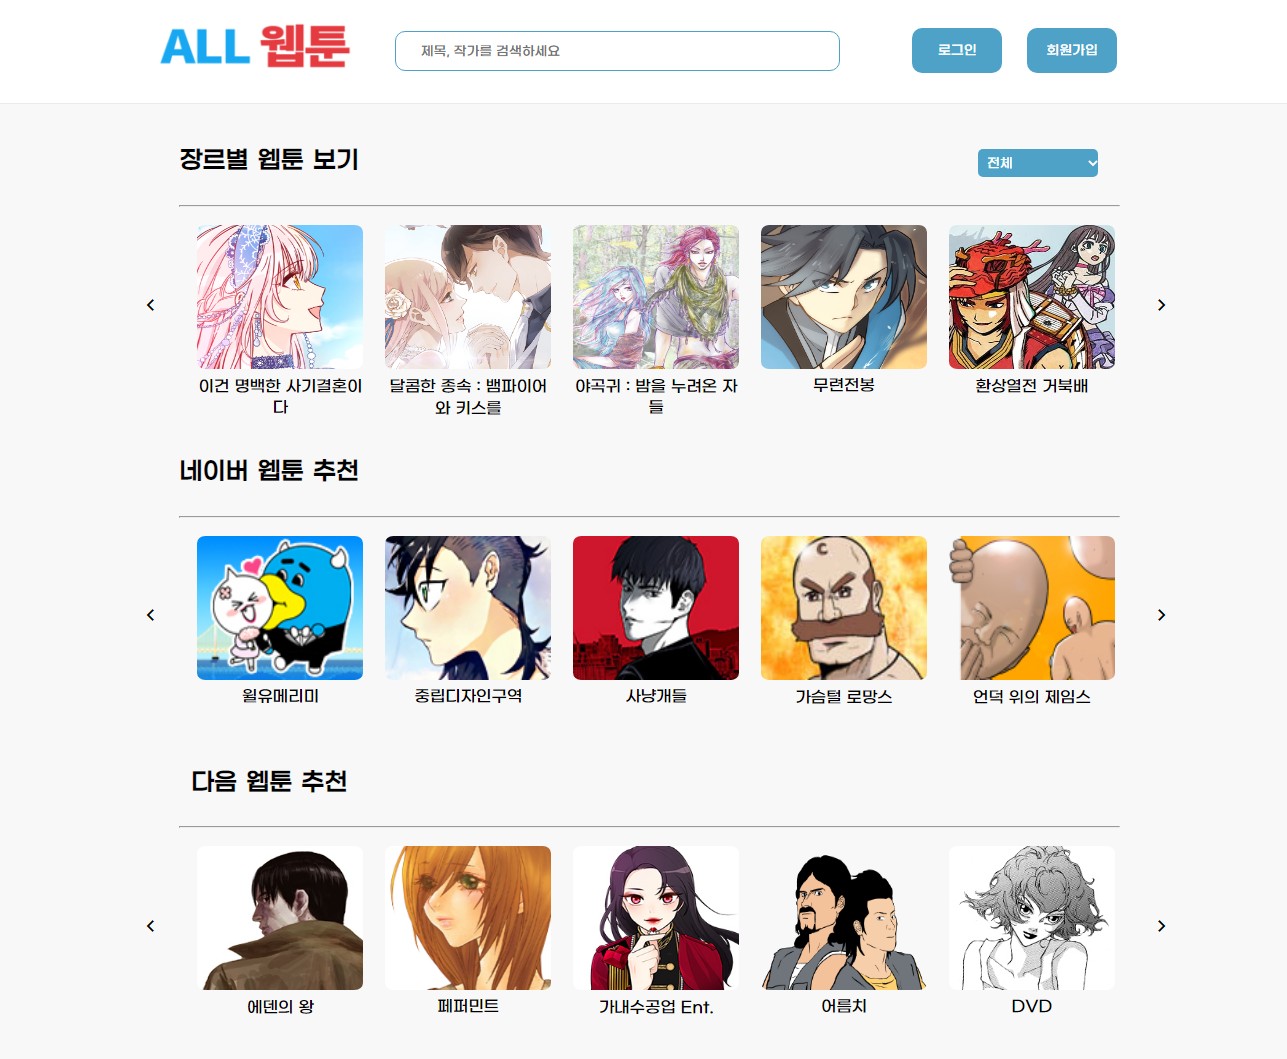 ALL 웹툰
제목, 작가를 검색하세요
로그인
회원가입
장르별 웹툰 보기
전체
이건 명백한 사기결혼이
다
달콤한 종속 : 뱀파이어
와 키스를
야곡귀 : 밤을 누려온 자
들
무련전봉
환상열전 거북배
네이버 웹툰 추천
윌유메리미
중립디자인구역
사냥개들
가슴털 로망스
언덕 위의 제임스
다음 웹툰 추천
에덴의 왕
페퍼민트
가내수공업 Ent.
어름치
DVD